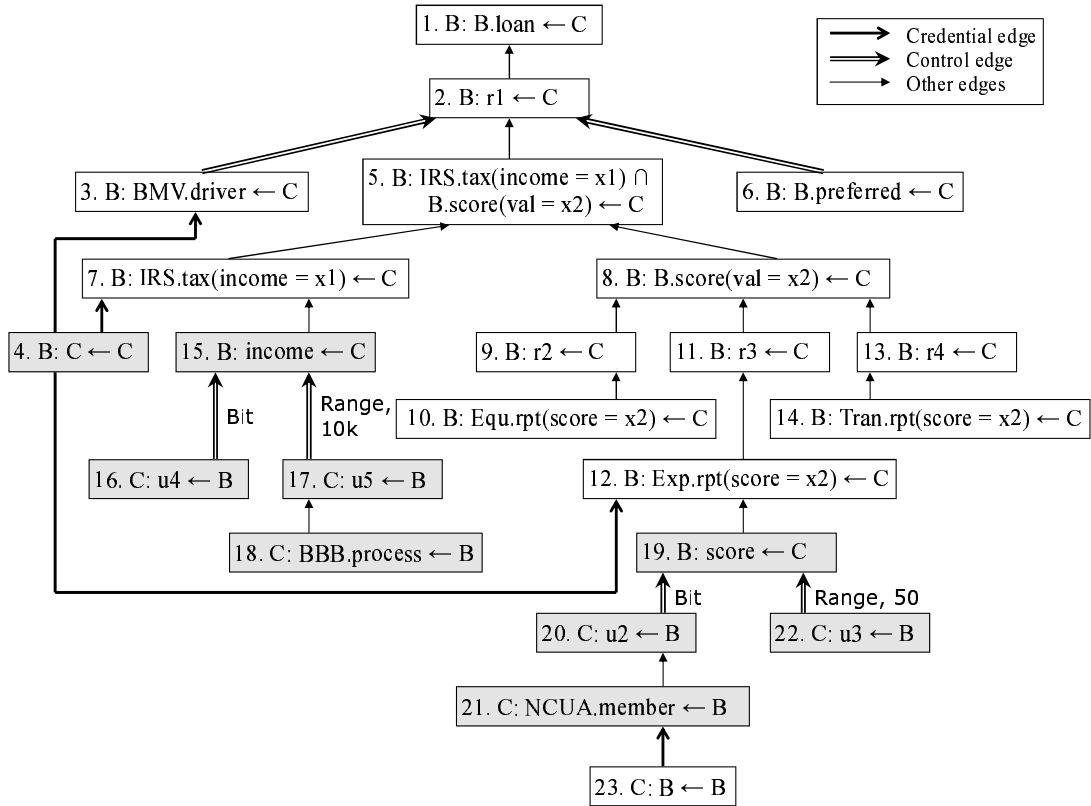 1. B: B.loan ← C
Credential edge
Control edge
Other edges
2. B: r1 ← C
3. B: BMV.driver ← C
5. B: IRS.tax(income = x1) ∩
B.score(val = x2) ← C
6. B: B.preferred ← C
7. B: IRS.tax(income = x1) ← C
8. B: B.score(val = x2) ← C
4. B: C ← C
15. B: income ← C
9. B: r2 ← C
11. B: r3 ← C
13. B: r4 ← C
Bit
Range,
10k
10. B: Equ.rpt(score = x2) ← C
14. B: Tran.rpt(score = x2) ← C
16. C: u4 ← B
17. C: u5 ← B
12. B: Exp.rpt(score = x2) ← C
18. C: BBB.process ← B
19. B: score ← C
Bit
Range, 50
20. C: u2 ← B
22. C: u3 ← B
21. C: NCUA.member ← B
23. C: B ← B